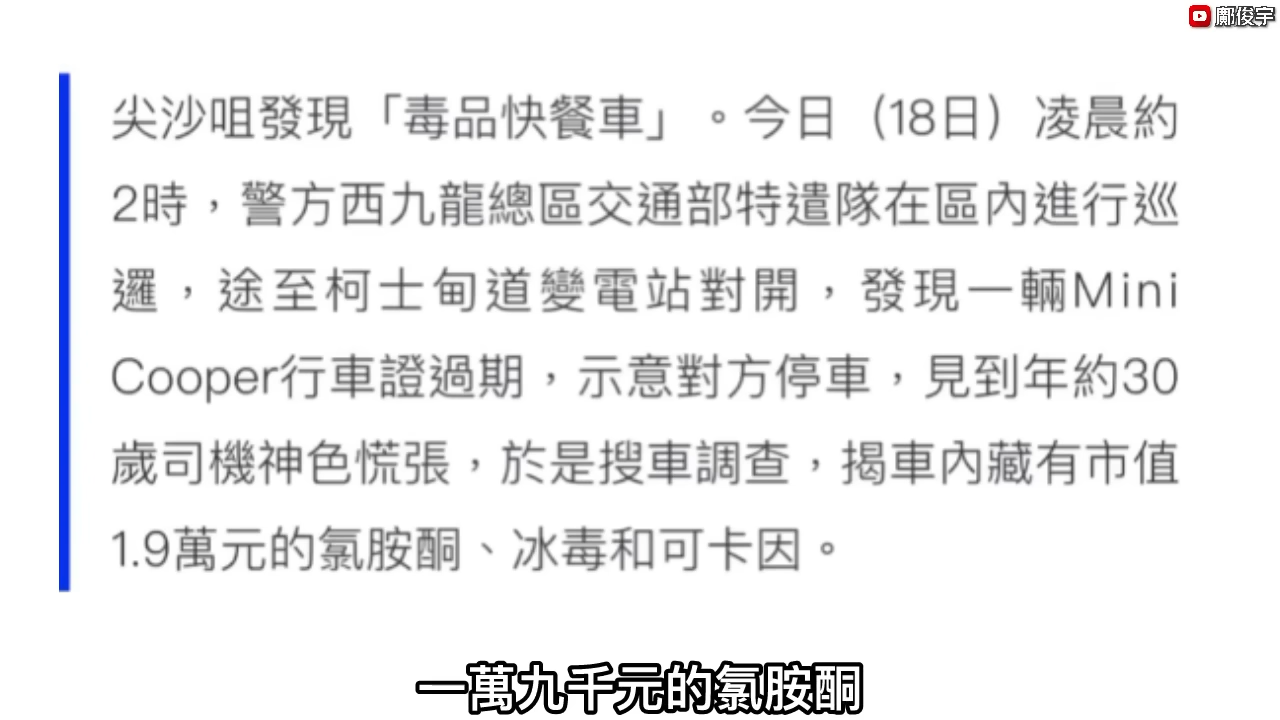 鄺俊宇
尖沙咀發現「毒品快餐車」。今日（18日）凌晨約
2時，警方西九龍總區交通部特遣隊在區內進行巡
邏，途至柯士甸道變電站對開，發現一輛Mini
Cooper行車證過期，示意對方停車，見到年約30
歲司機神色慌張，於是搜車調查，揭車內藏有市值
1.9萬元的氯胺酮、冰毒和可卡因。
一萬九千元的氯胺酮